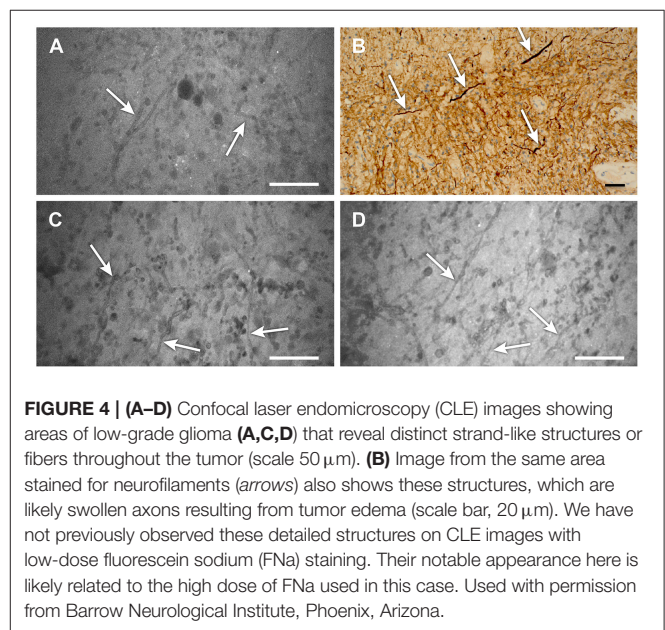 A
B
C
D
FIGURE 4 | (A–D) Confocal laser endomicroscopy (CLE) images showing
areas of low-grade glioma (A,C,D) that reveal distinct strand-like structures or
fibers throughout the tumor (scale 50 μm). (B) Image from the same area
stained for neurofilaments (arrows) also shows these structures, which are
likely swollen axons resulting from tumor edema (scale bar, 20 μm). We have
not previously observed these detailed structures on CLE images with
low-dose fluorescein sodium (FNa) staining. Their notable appearance here is
likely related to the high dose of FNa used in this case. Used with permission
from Barrow Neurological Institute, Phoenix, Arizona.